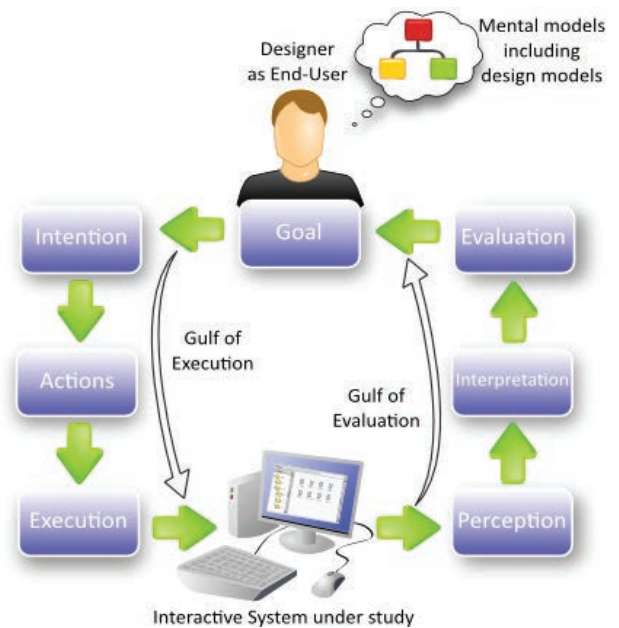 Designer
as End-User
Mental models
including
design models
Intention
Goal
Evaluation
Gulf of
Execution
Actions
Gulf of
Evaluation
Interpretation
Execution
Perception
Interactive System under study